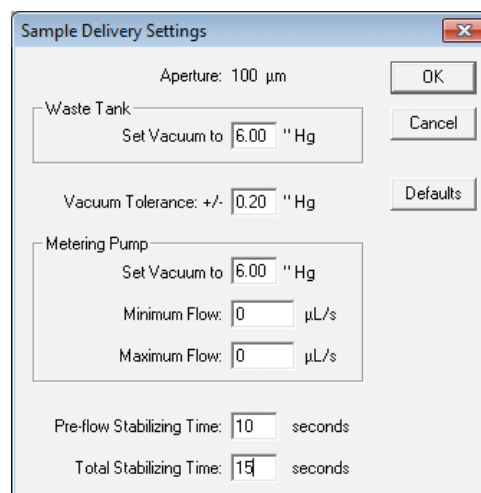 Sample Delivery Settings
Aperture: 100 µm
OK
Waste Tank
Set Vacuum to 6.00 " Hg
Cancel
Vacuum Tolerance: +/- 0.20 " Hg
Defaults
Metering Pump
Set Vacuum to 6.00 " Hg
Minimum Flow: 0 µL/s
Maximum Flow: 0 µL/s
Pre-flow Stabilizing Time: 10 seconds
Total Stabilizing Time: 15 seconds